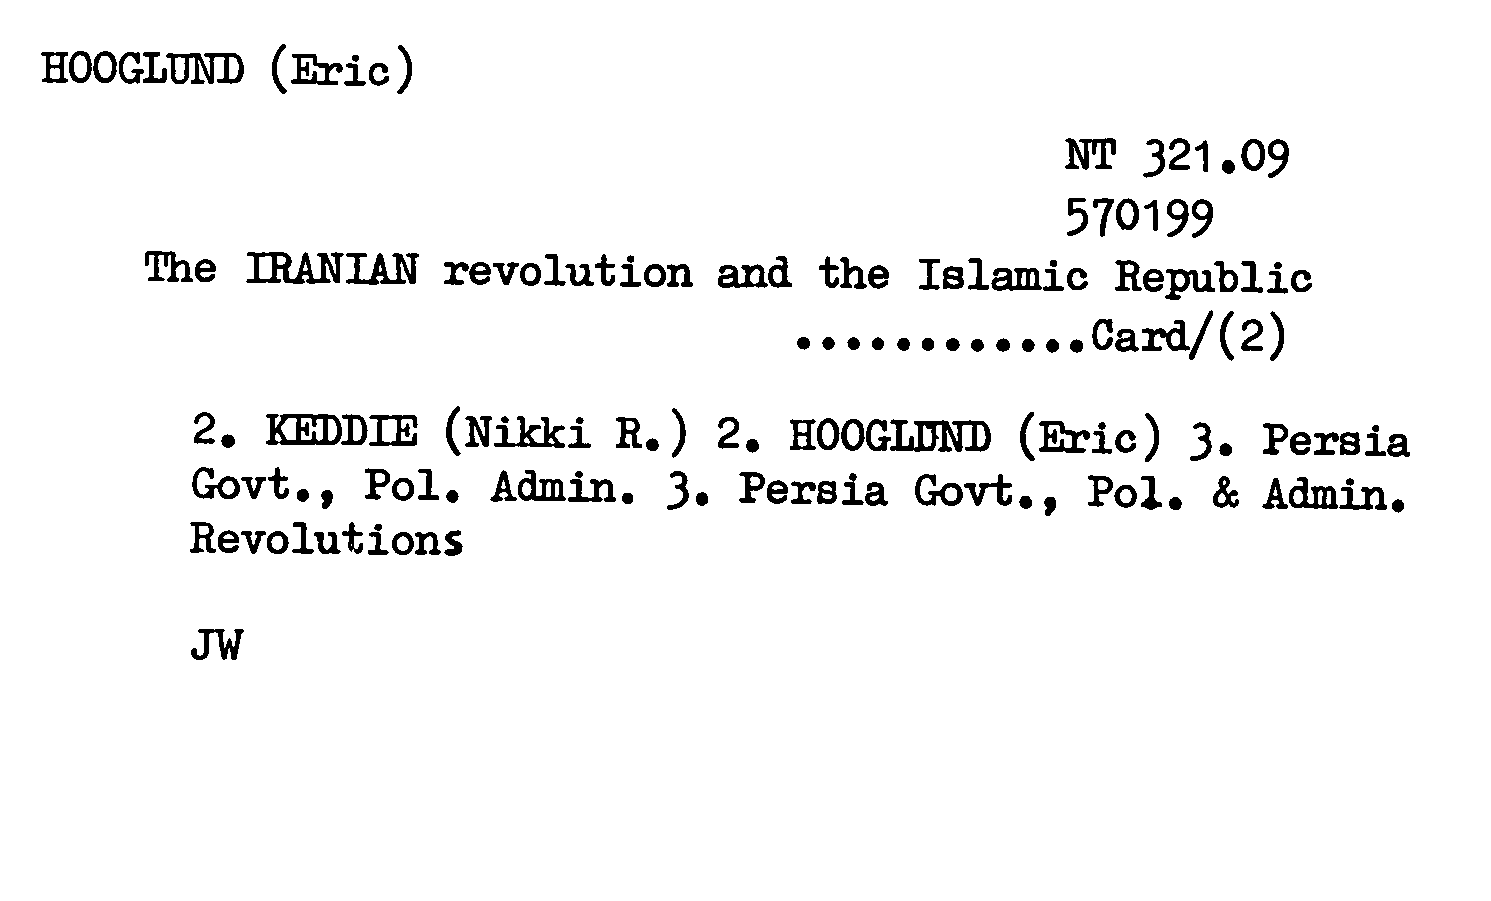 HOOGLUND (Eric)
NT 321.09
570199
The IRANIAN revolution and the Islamic Republic
............Card/(2)
2. KEDDIE (Nikki R.) 2. HOOGLUND (Eric) 3. Persia
Govt., Pol. Admin. 3. Persia Govt., Pol. & Admin.
Revolutions
JW